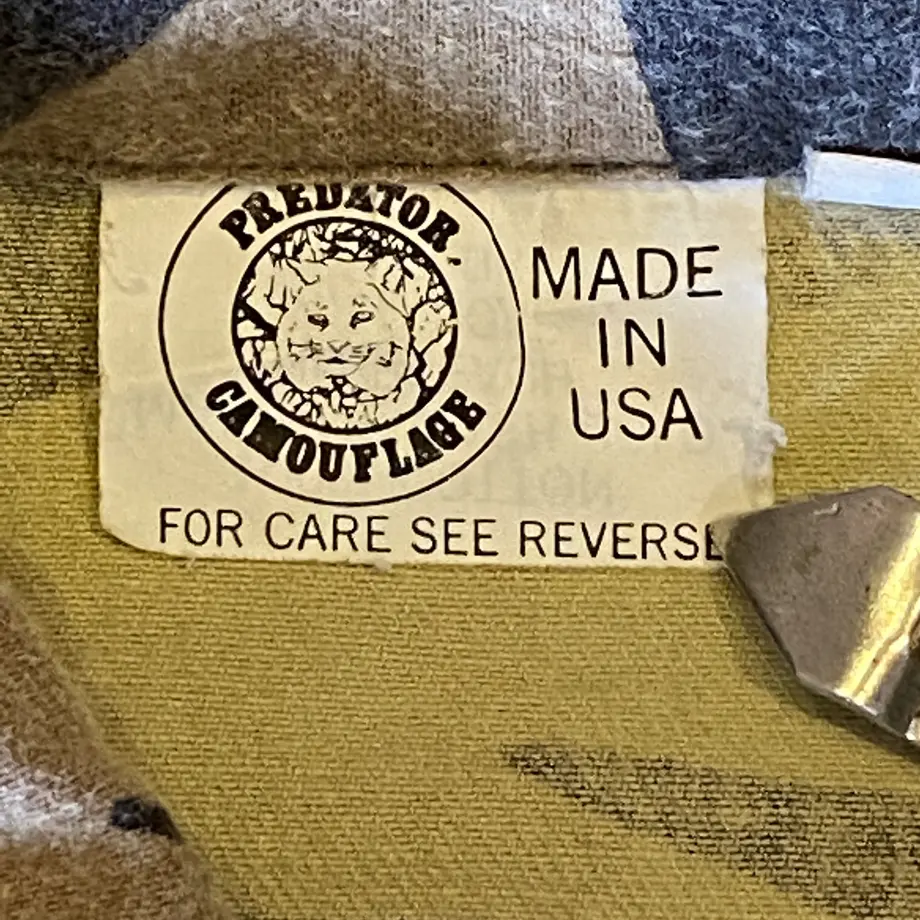 PREDATOR
CAMOUFLAGE
MADE
IN
USA
FOR CARE SEE REVERSE